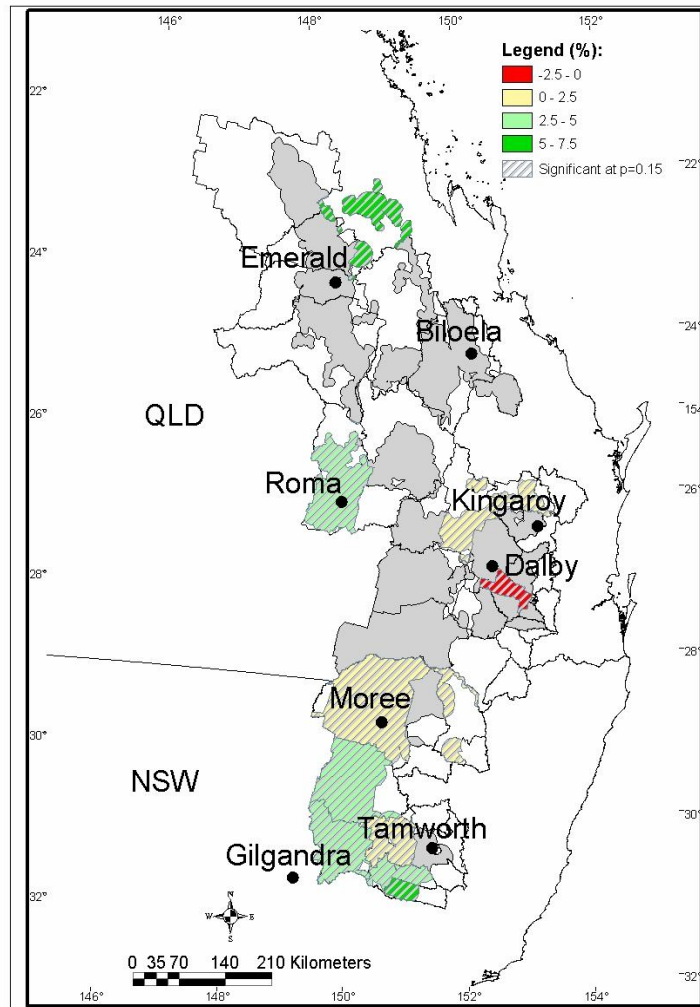 146° 148° 150° 152°
Legend (%):
-2.5 - 0
0 - 2.5
2.5 - 5
5 - 7.5
Significant at p=0.15
22°
22°
24°
Emerald
24°
Biloela
26°
154°
QLD
26°
Roma
Kingaroy
Dalby
28°
28°
Moree
30°
NSW
30°
Tamworth
Gilgandra
32°
N
W E
S
0 35 70 140 210 Kilometers
32°
146° 148° 150° 152° 154°